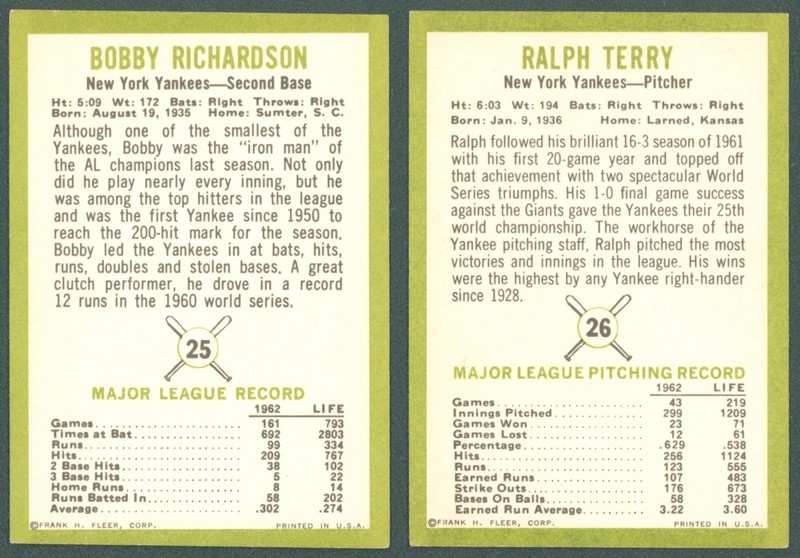 BOBBY RICHARDSON
New York Yankees—Second Base
Ht: 5:09 Wt: 172 Bats: Right Throws: Right
Born: August 19, 1935 Home: Sumter, S. C.
Although one of the smallest of the
Yankees, Bobby was the "iron man" of
the AL champions last season. Not only
did he play nearly every inning, but he
was among the top hitters in the league
and was the first Yankee since 1950 to
reach the 200-hit mark for the season.
Bobby led the Yankees in at bats, hits,
runs, doubles and stolen bases. A great
clutch performer, he drove in a record
12 runs in the 1960 world series.
25
MAJOR LEAGUE RECORD
1962 LIFE
Games 161 793
Times at Bat 692 2803
Runs 99 334
Hits 209 767
2 Base Hits 38 102
3 Base Hits 5 22
Home Runs 8 14
Runs Batted In 58 202
Average .302 .274
©FRANK H. FLEER, CORP. PRINTED IN U.S.A.
RALPH TERRY
New York Yankees—Pitcher
Ht: 6:03 Wt: 194 Bats: Right Throws: Right
Born: Jan. 9, 1936 Home: Larned, Kansas
Ralph followed his brilliant 16-3 season of 1961
with his first 20-game year and topped off
that achievement with two spectacular World
Series triumphs. His 1-0 final game success
against the Giants gave the Yankees their 25th
world championship. The workhorse of the
Yankee pitching staff, Ralph pitched the most
victories and innings in the league. His wins
were the highest by any Yankee right-hander
since 1928.
26
MAJOR LEAGUE PITCHING RECORD
1962 LIFE
Games 43 219
Innings Pitched 299 1209
Games Won 23 71
Games Lost 12 61
Percentage .629 .538
Hits 256 1124
Runs 123 555
Earned Runs 107 483
Strike Outs 176 673
Bases On Balls 58 328
Earned Run Average 3.22 3.60
©FRANK H. FLEER, CORP. PRINTED IN U.S.A.